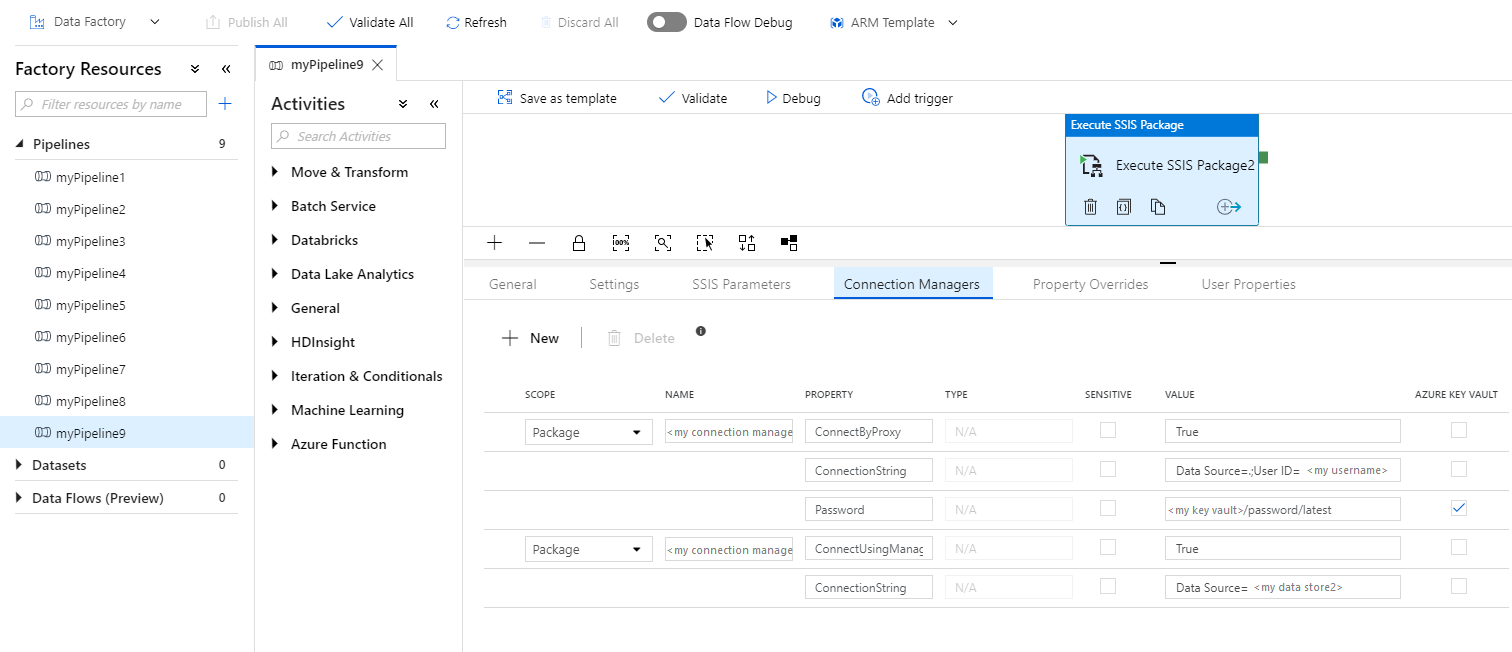 Data Factory
Publish All
Validate All
Refresh
Discard All
Data Flow Debug
ARM Template
Factory Resources
Filter resources by name
Pipelines 9
myPipeline1
myPipeline2
myPipeline3
myPipeline4
myPipeline5
myPipeline6
myPipeline7
myPipeline8
myPipeline9
Datasets 0
Data Flows (Preview) 0
myPipeline9
Activities
Search Activities
Move & Transform
Batch Service
Databricks
Data Lake Analytics
General
HDInsight
Iteration & Conditionals
Machine Learning
Azure Function
Save as template
Validate
Debug
Add trigger
Execute SSIS Package
Execute SSIS Package2
100%
General
Settings
SSIS Parameters
Connection Managers
Property Overrides
User Properties
New
Delete
SCOPE NAME PROPERTY TYPE SENSITIVE VALUE AZURE KEY VAULT
Package <my connection manage ConnectByProxy N/A True
ConnectionString N/A Data Source=.;User ID= <my username>
Password N/A <my key vault>/password/latest
Package <my connection manage ConnectUsingManag N/A True
ConnectionString N/A Data Source= <my data store2>